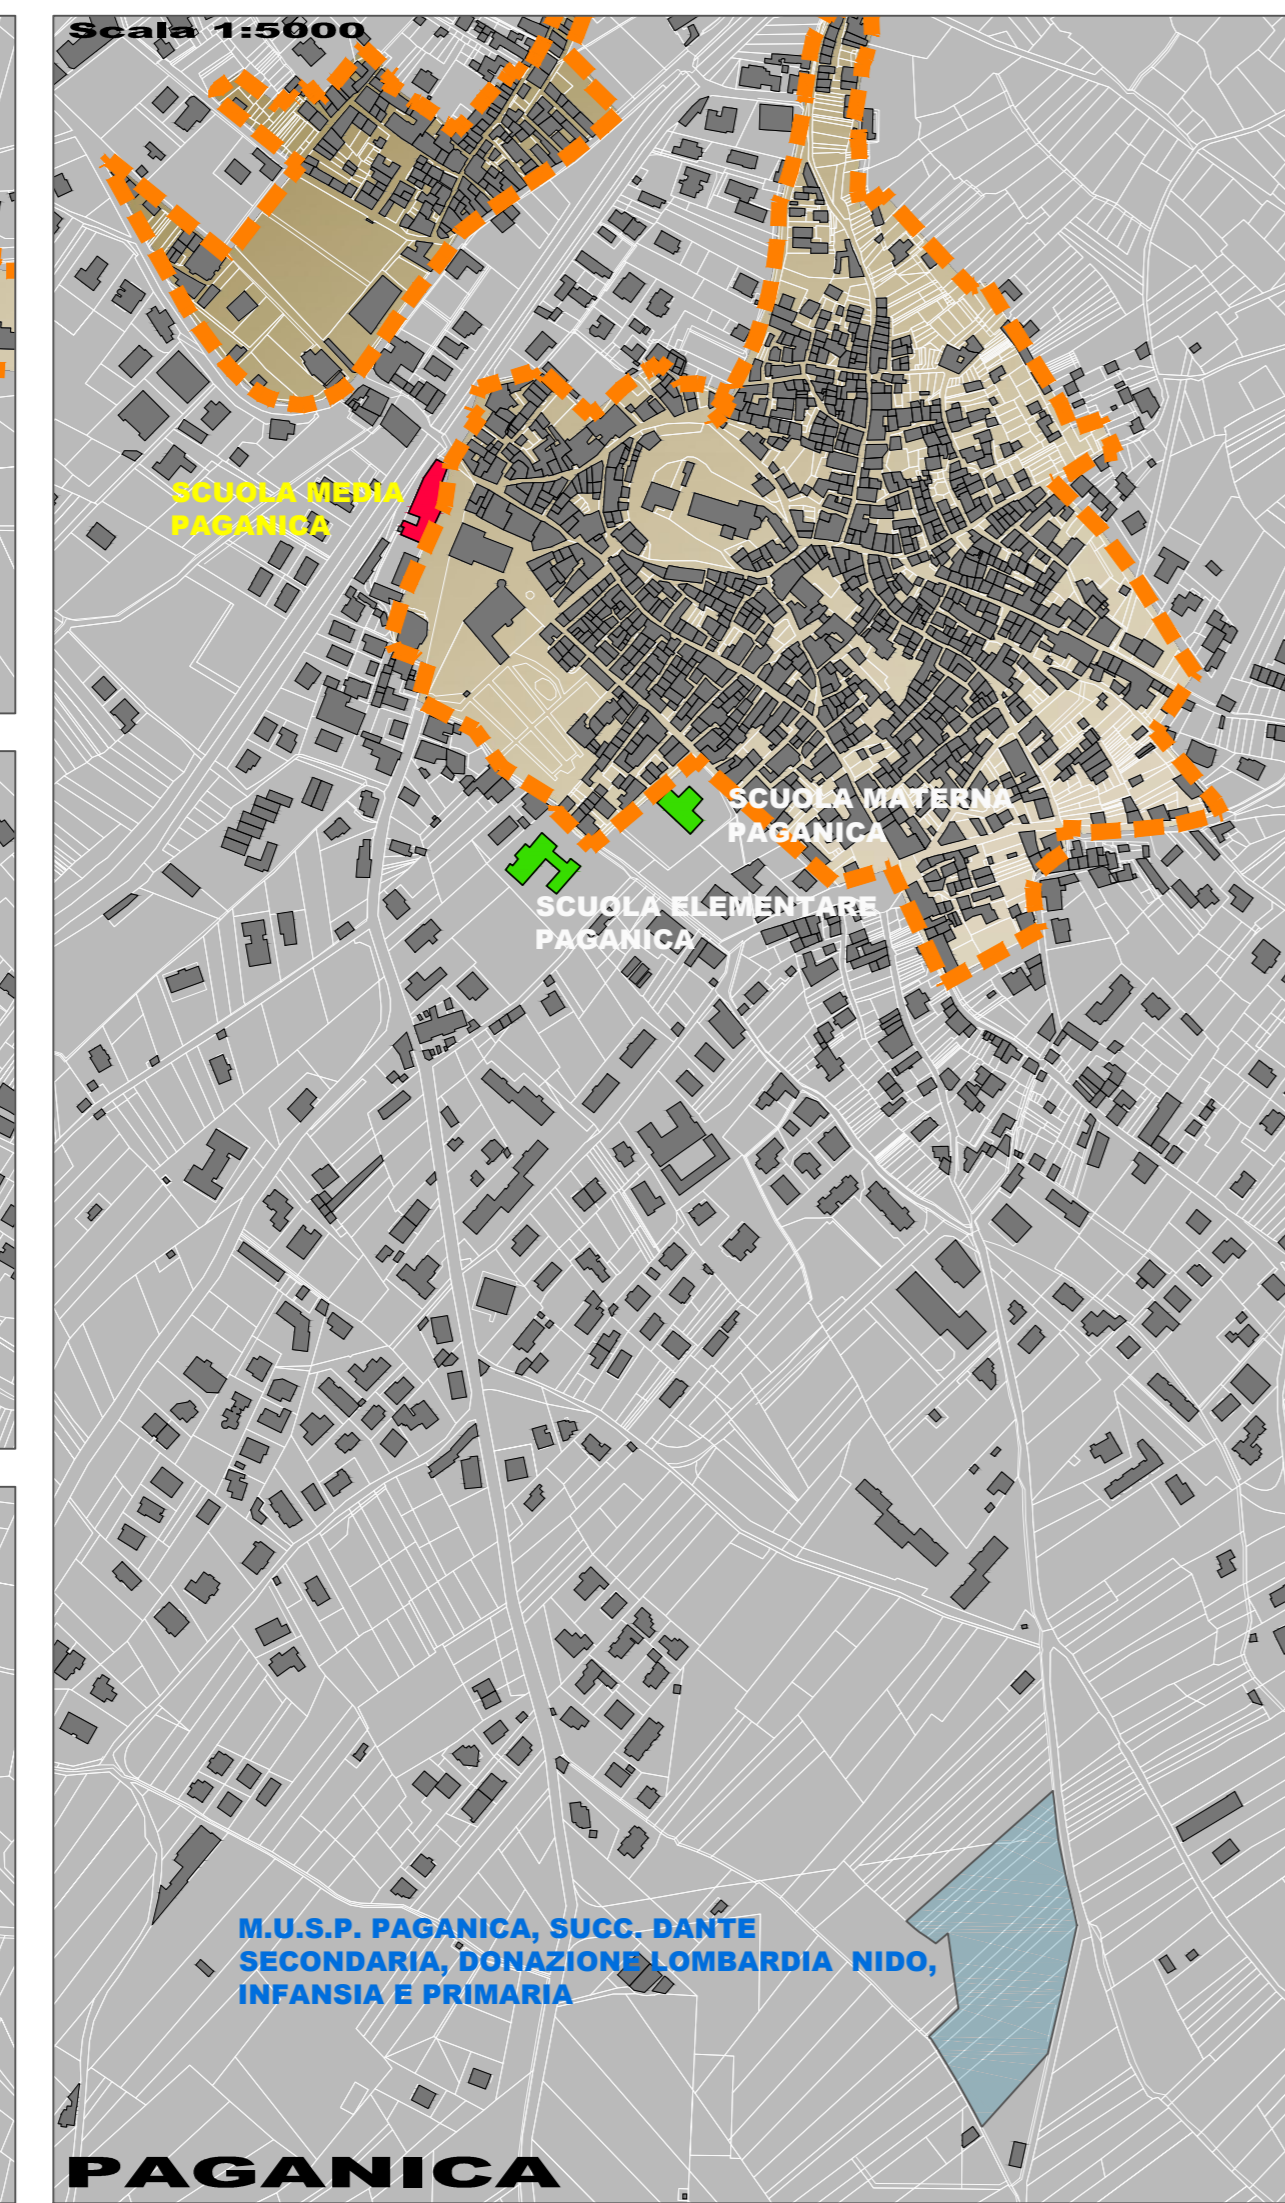 Scala 1:5000
SCUOLA MEDIA
PAGANICA
SCUOLA MATERNA
PAGANICA
SCUOLA ELEMENTARE
PAGANICA
M.U.S.P. PAGANICA, SUCC. DANTE
SECONDARIA, DONAZIONE LOMBARDIA NIDO,
INFANSIA E PRIMARIA
PAGANICA